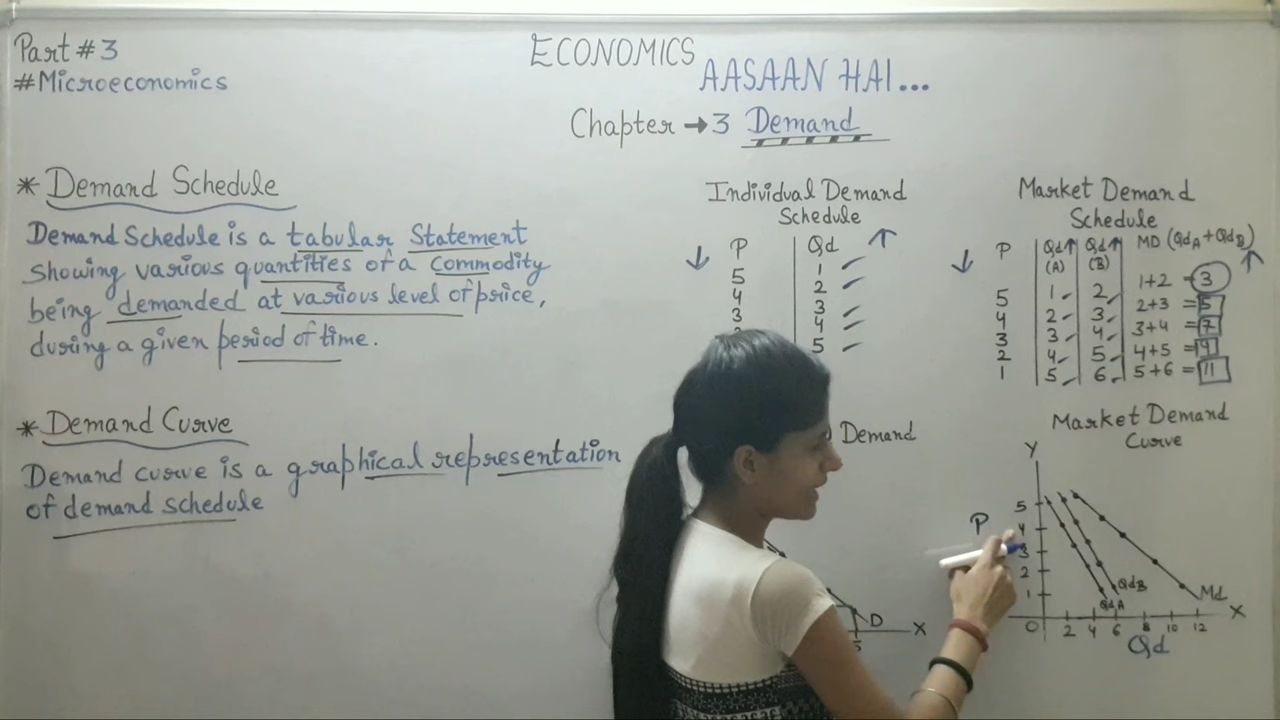 Part # 3
#Microeconomics
ECONOMICS
AASAAN HAI...
Chapter → 3 Demand
* Demand Schedule
Demand Schedule is a tabular Statement
showing various quantities of a commodity
being demanded at various level of price,
during a given period of time.
* Demand Curve
Demand curve is a graphical representation
of demand schedule
Individual Demand
Schedule
↓ P Qd ↑
5 1
4 2
3 3
4
5
Market Demand
Schedule
↓ P Qd↑ Qd↑ MD (QdA+QdB) ↑
(A) (B)
5 1 2 1+2 = 3
4 2 3 2+3 = 5
3 3 4 3+4 = 7
2 4 5 4+5 = 9
1 5 6 5+6 = 11
Demand
D
X
5
Market Demand
Curve
Y
P
5
4
3
2
1
QdA
QdB
Md
X
O 2 4 6 8 10 12
Qd